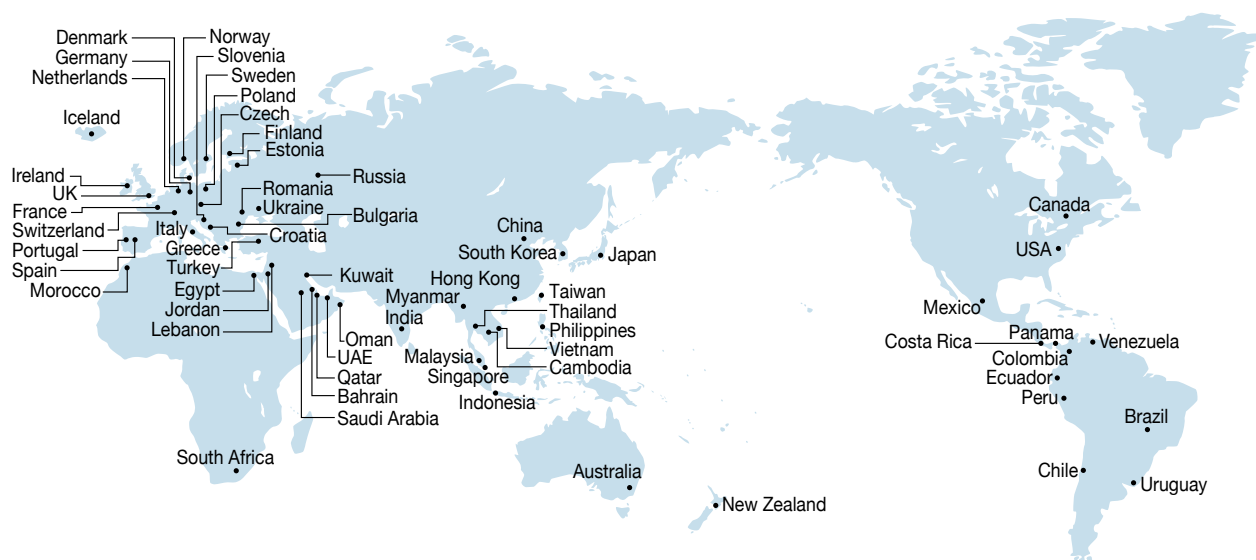 Denmark
Norway
Germany
Slovenia
Netherlands
Sweden
Poland
Czech
Iceland
Finland
Estonia
Ireland
Russia
UK
Romania
France
Ukraine
Bulgaria
Switzerland
Italy
Croatia
Portugal
Greece
Spain
Turkey
Morocco
Egypt
Kuwait
Jordan
Lebanon
Oman
UAE
Qatar
Bahrain
Saudi Arabia
South Africa
China
South Korea
Japan
Hong Kong
Myanmar
Taiwan
India
Thailand
Philippines
Vietnam
Malaysia
Cambodia
Singapore
Indonesia
Australia
New Zealand
Canada
USA
Mexico
Panama
Costa Rica
Venezuela
Colombia
Ecuador
Peru
Brazil
Chile
Uruguay